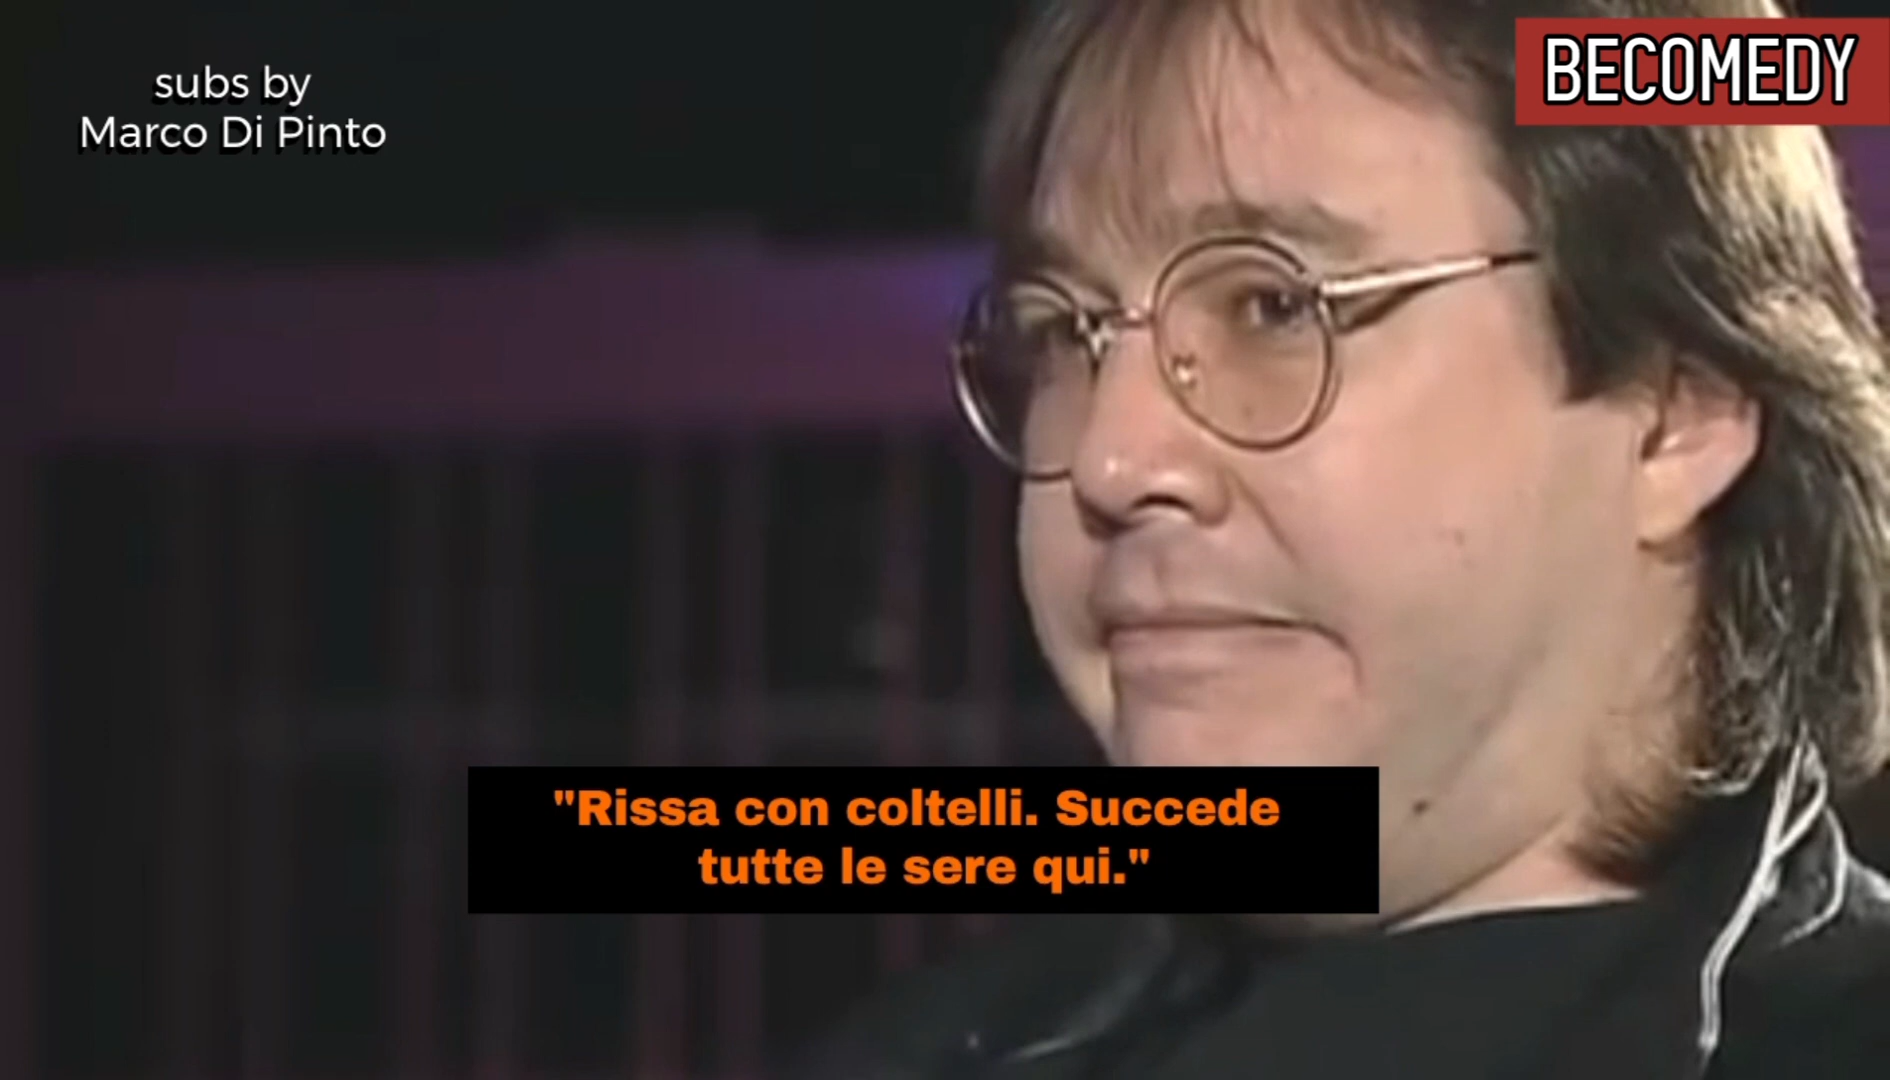 subs by
Marco Di Pinto
BECOMEDY
"Rissa con coltelli. Succede
tutte le sere qui."